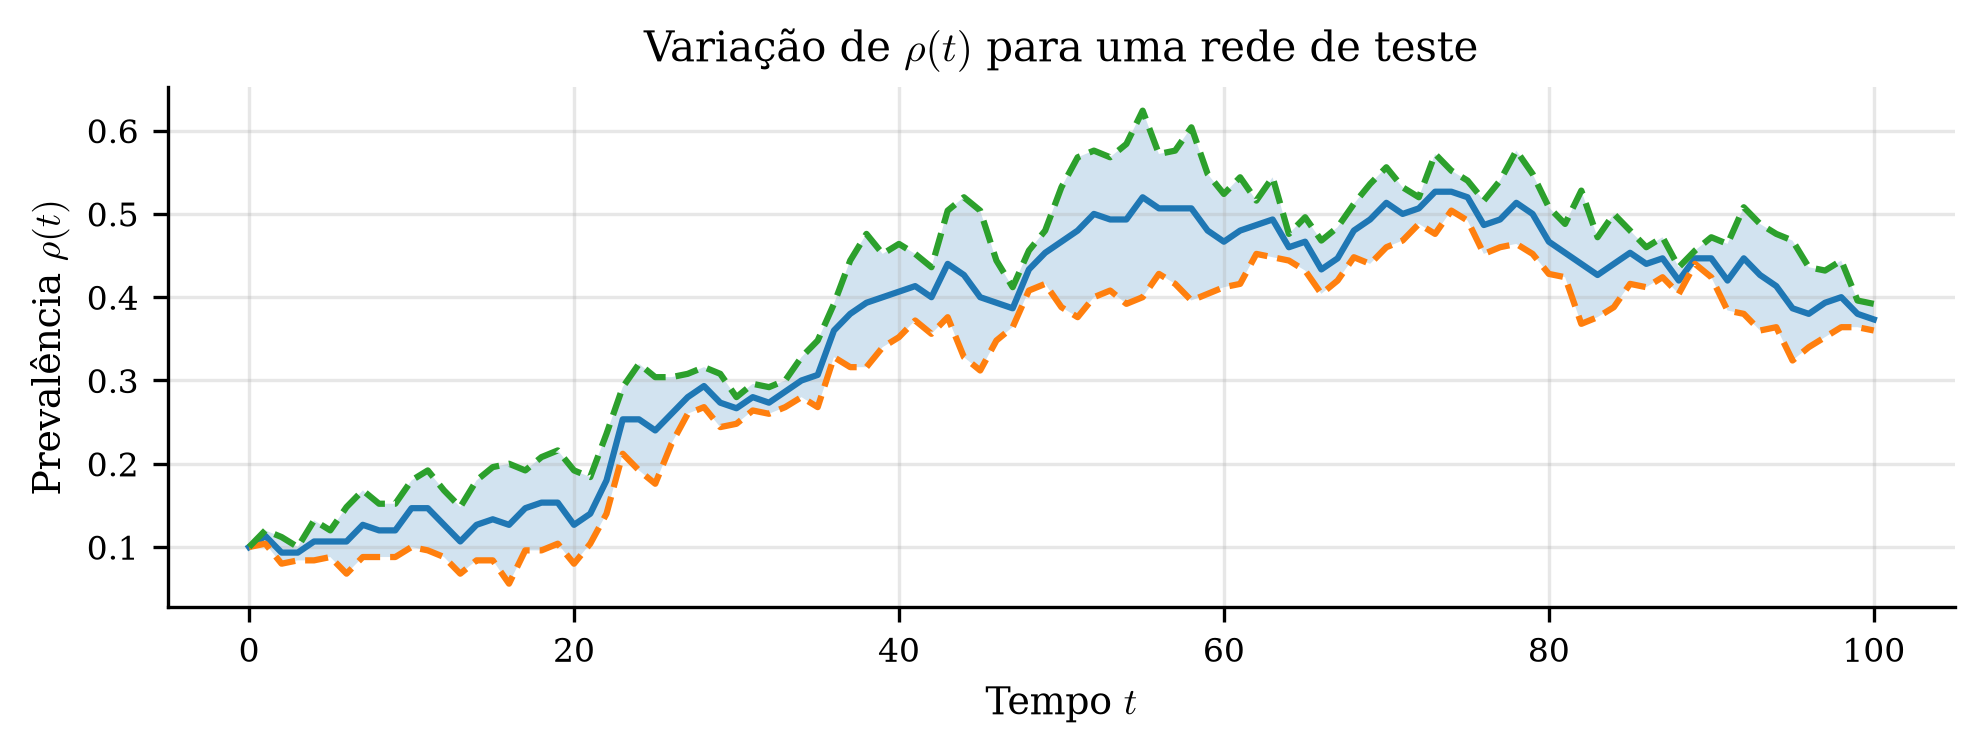 Variação de ρ(t) para uma rede de teste
Prevalência ρ(t)
0.6
0.5
0.4
0.3
0.2
0.1
0 20 40 60 80 100
Tempo t